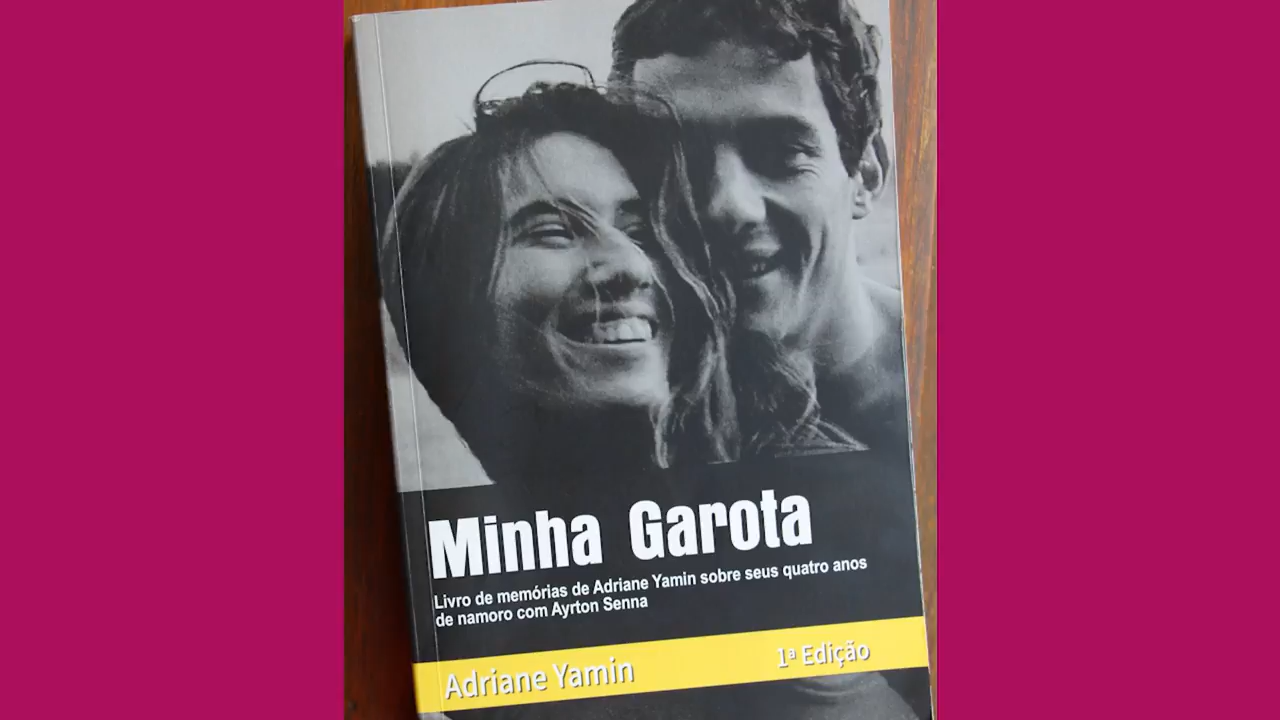 Minha Garota
Livro de memórias de Adriane Yamin sobre seus quatro anos
de namoro com Ayrton Senna
Adriane Yamin
1ª Edição